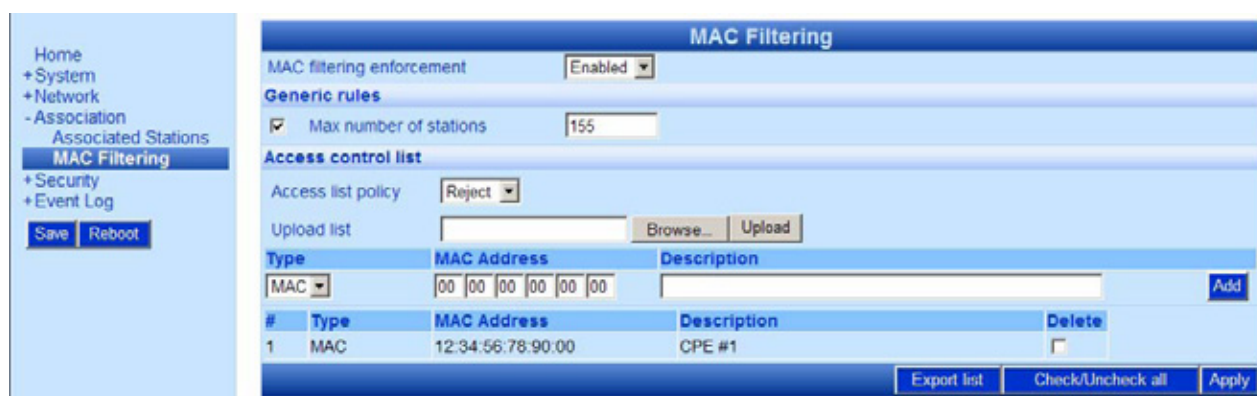 Home
+System
+Network
-Association
Associated Stations
MAC Filtering
+Security
+Event Log
Save Reboot
MAC Filtering
MAC filtering enforcement Enabled
Generic rules
Max number of stations 155
Access control list
Access list policy Reject
Upload list Browse... Upload
Type MAC Address Description
MAC 00 00 00 00 00 00 Add
# Type MAC Address Description Delete
1 MAC 12:34:56:78:90:00 CPE #1
Export list Check/Uncheck all Apply